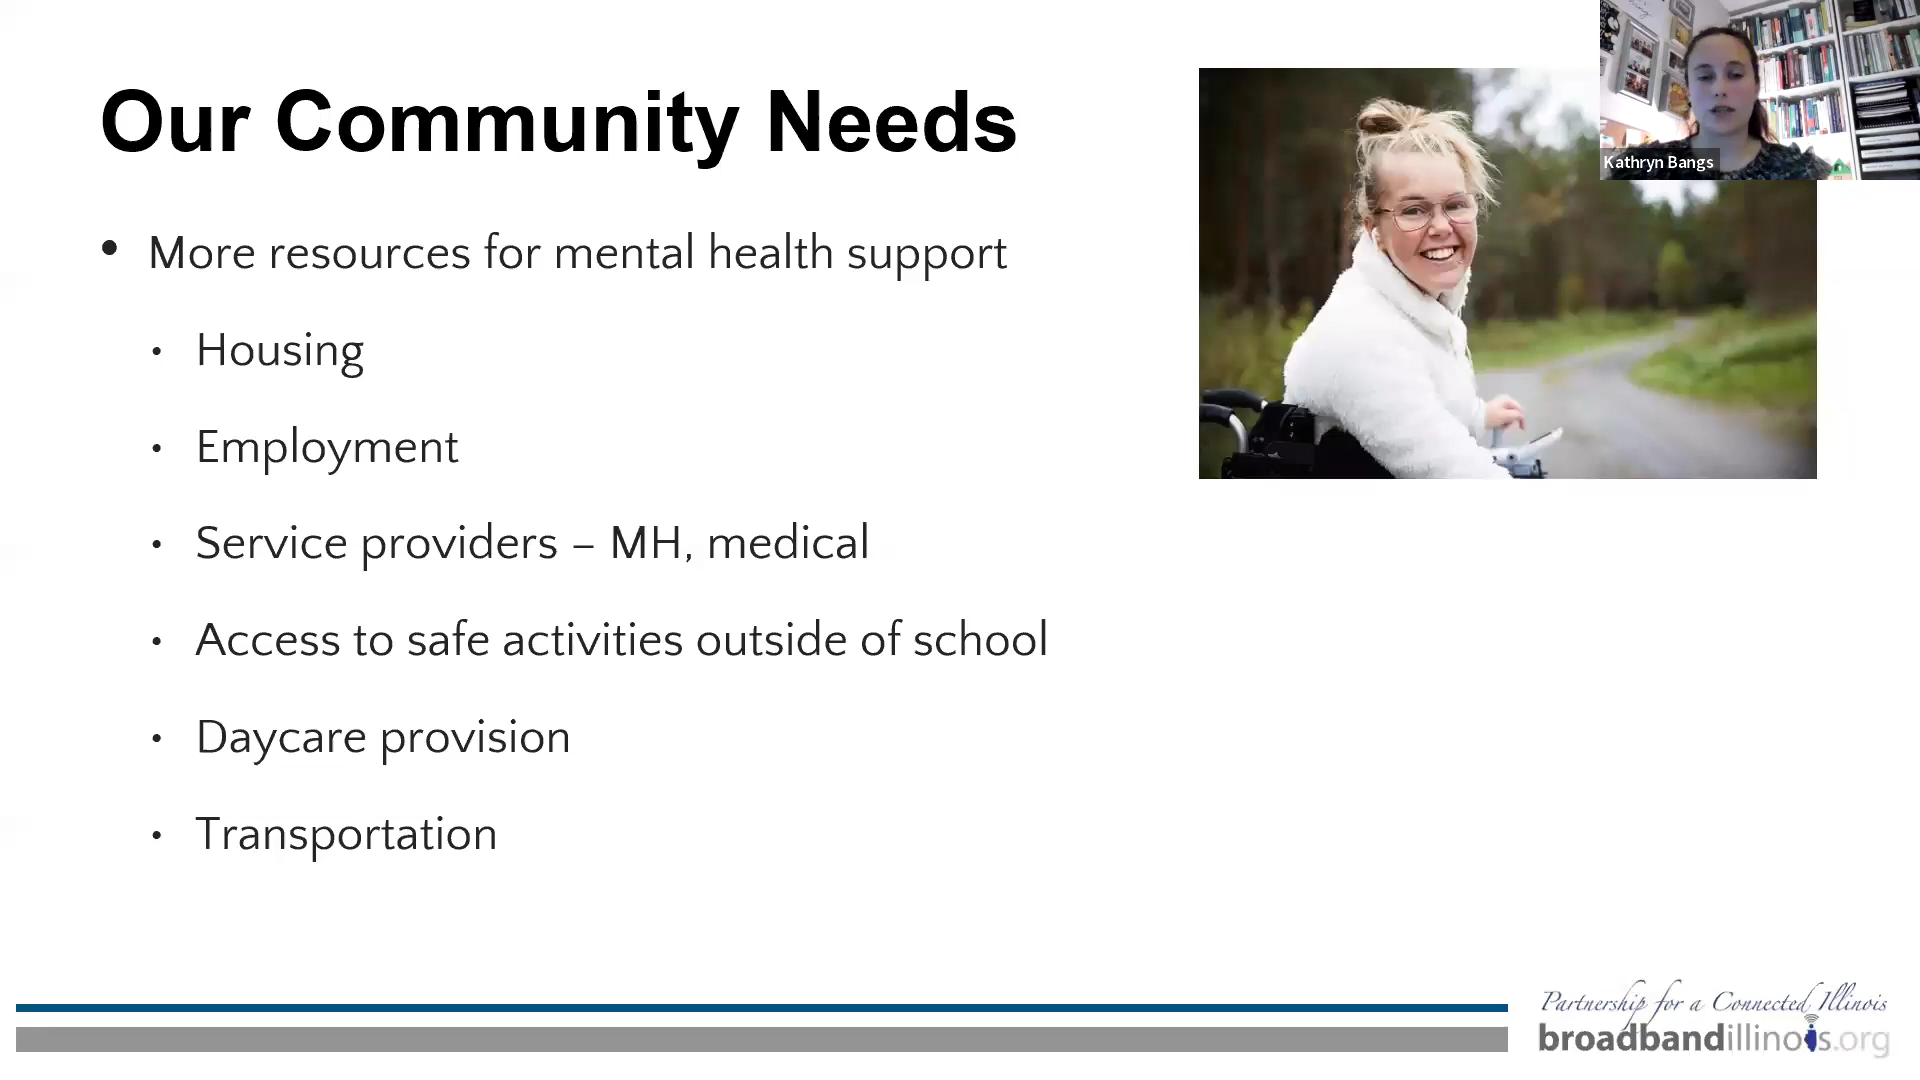 Our Community Needs
Kathryn Bangs
• More resources for mental health support
• Housing
• Employment
• Service providers – MH, medical
• Access to safe activities outside of school
• Daycare provision
• Transportation
Partnership for a Connected Illinois
broadbandillinois.org